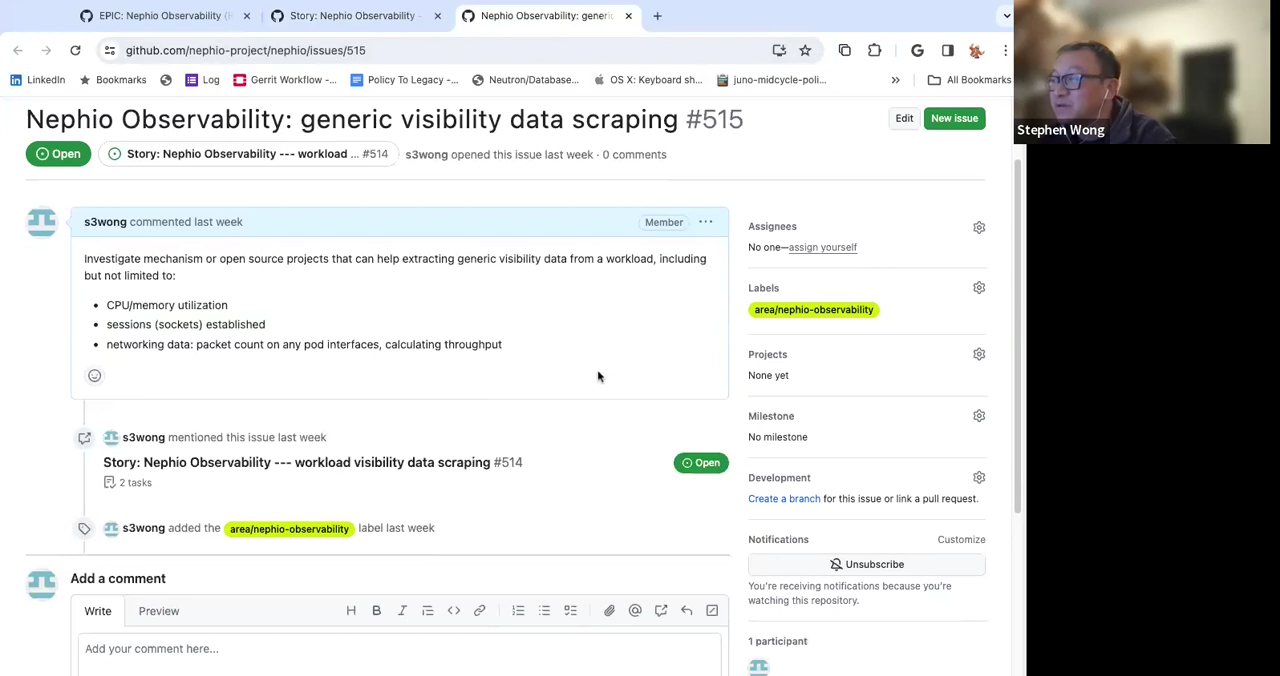 EPIC: Nephio Observability
Story: Nephio Observability -
Nephio Observability: generic
github.com/nephio-project/nephio/issues/515
LinkedIn
Bookmarks
Log
Gerrit Workflow -...
Policy To Legacy -...
Neutron/Database...
OS X: Keyboard sh...
juno-midcycle-poli...
»
All Bookmarks
Stephen Wong
Nephio Observability: generic visibility data scraping #515
Edit
New issue
Open
Story: Nephio Observability --- workload ... #514
s3wong opened this issue last week · 0 comments
s3wong commented last week
Member
Investigate mechanism or open source projects that can help extracting generic visibility data from a workload, including
but not limited to:
• CPU/memory utilization
• sessions (sockets) established
• networking data: packet count on any pod interfaces, calculating throughput
s3wong mentioned this issue last week
Story: Nephio Observability --- workload visibility data scraping #514
Open
2 tasks
s3wong added the area/nephio-observability label last week
Add a comment
Write
Preview
Add your comment here...
Assignees
No one—assign yourself
Labels
area/nephio-observability
Projects
None yet
Milestone
No milestone
Development
Create a branch for this issue or link a pull request.
Notifications
Customize
Unsubscribe
You're receiving notifications because you're
watching this repository.
1 participant